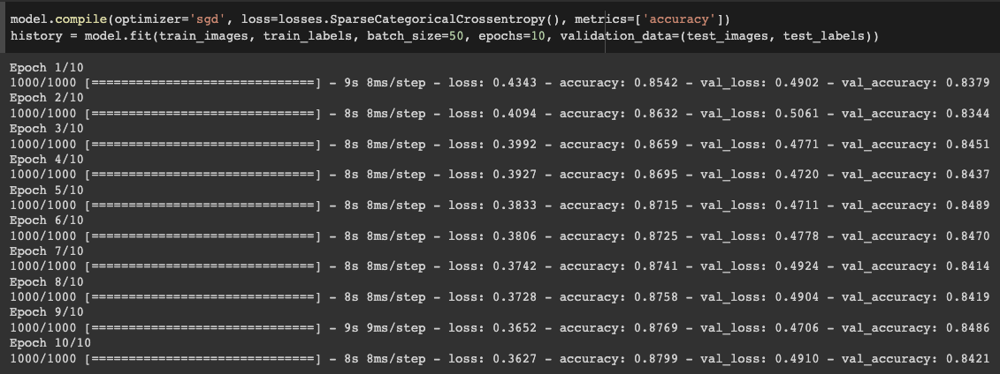 model.compile(optimizer='sgd', loss=losses.SparseCategoricalCrossentropy(), metrics=['accuracy'])
history = model.fit(train_images, train_labels, batch_size=50, epochs=10, validation_data=(test_images, test_labels))
Epoch 1/10
1000/1000 [==============================] - 9s 8ms/step - loss: 0.4343 - accuracy: 0.8542 - val_loss: 0.4902 - val_accuracy: 0.8379
Epoch 2/10
1000/1000 [==============================] - 8s 8ms/step - loss: 0.4094 - accuracy: 0.8632 - val_loss: 0.5061 - val_accuracy: 0.8344
Epoch 3/10
1000/1000 [==============================] - 8s 8ms/step - loss: 0.3992 - accuracy: 0.8659 - val_loss: 0.4771 - val_accuracy: 0.8451
Epoch 4/10
1000/1000 [==============================] - 8s 8ms/step - loss: 0.3927 - accuracy: 0.8695 - val_loss: 0.4720 - val_accuracy: 0.8437
Epoch 5/10
1000/1000 [==============================] - 8s 8ms/step - loss: 0.3833 - accuracy: 0.8715 - val_loss: 0.4711 - val_accuracy: 0.8489
Epoch 6/10
1000/1000 [==============================] - 8s 8ms/step - loss: 0.3806 - accuracy: 0.8725 - val_loss: 0.4778 - val_accuracy: 0.8470
Epoch 7/10
1000/1000 [==============================] - 8s 8ms/step - loss: 0.3742 - accuracy: 0.8741 - val_loss: 0.4924 - val_accuracy: 0.8414
Epoch 8/10
1000/1000 [==============================] - 8s 8ms/step - loss: 0.3728 - accuracy: 0.8758 - val_loss: 0.4904 - val_accuracy: 0.8419
Epoch 9/10
1000/1000 [==============================] - 9s 9ms/step - loss: 0.3652 - accuracy: 0.8769 - val_loss: 0.4706 - val_accuracy: 0.8486
Epoch 10/10
1000/1000 [==============================] - 8s 8ms/step - loss: 0.3627 - accuracy: 0.8799 - val_loss: 0.4910 - val_accuracy: 0.8421